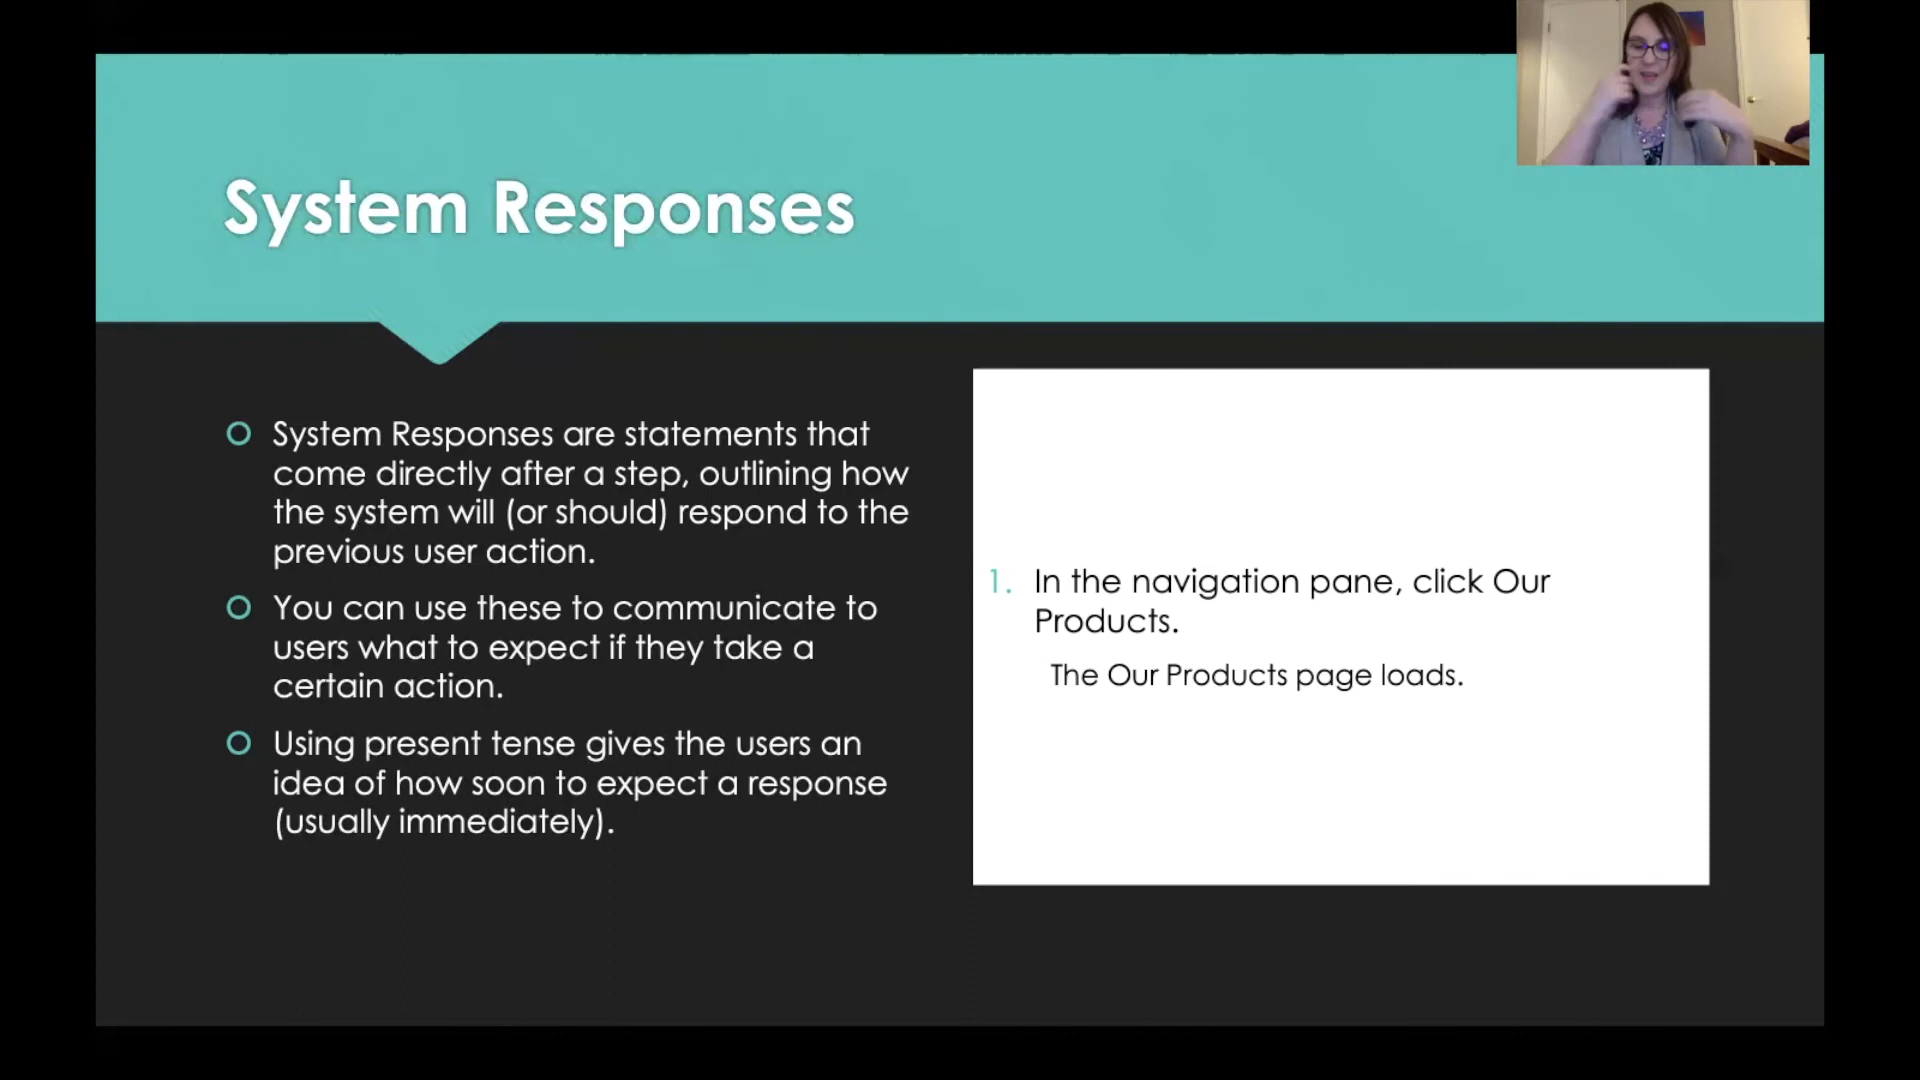 System Responses
System Responses are statements that
come directly after a step, outlining how
the system will (or should) respond to the
previous user action.
You can use these to communicate to
users what to expect if they take a
certain action.
Using present tense gives the users an
idea of how soon to expect a response
(usually immediately).
1. In the navigation pane, click Our
Products.
The Our Products page loads.